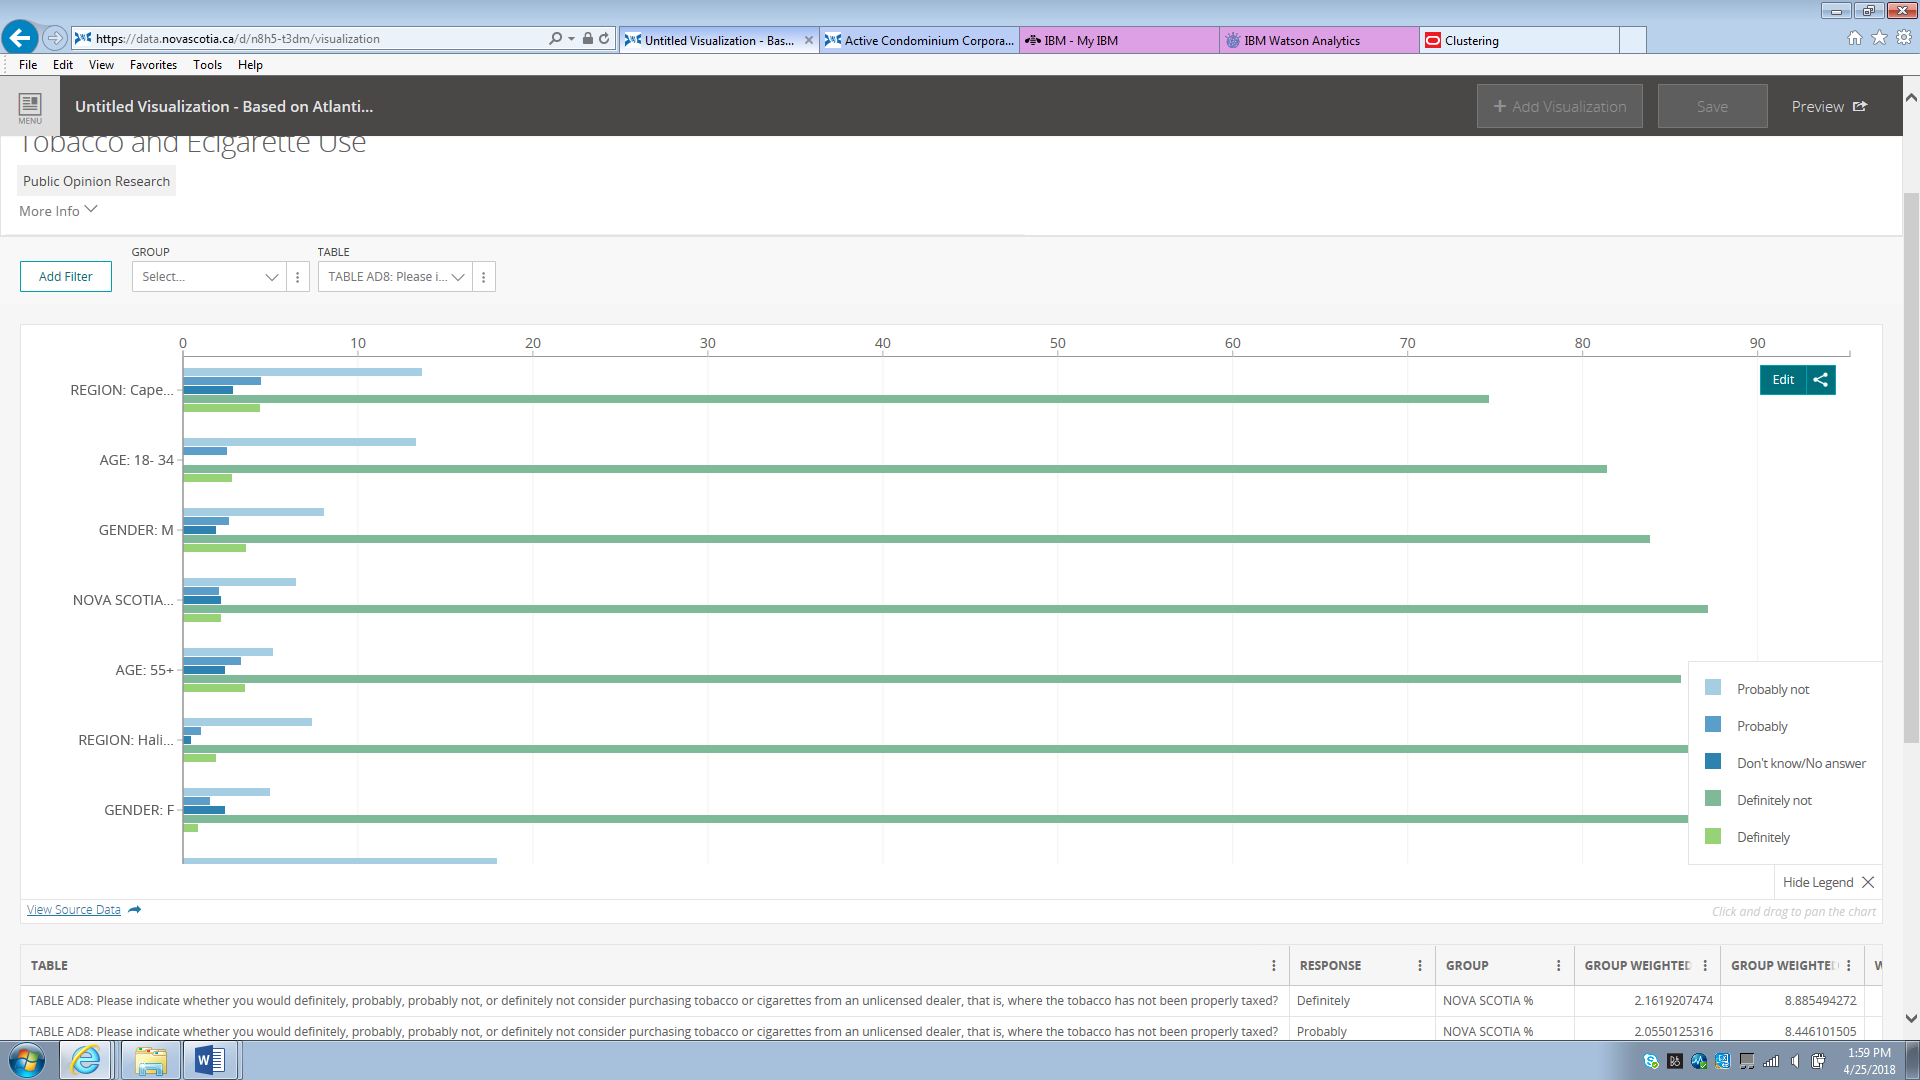 https://data.novascotia.ca/d/n8h5-t3dm/visualization
Untitled Visualization - Bas...
Active Condominium Corpora...
IBM - My IBM
IBM Watson Analytics
Clustering
File Edit View Favorites Tools Help
MENU
Untitled Visualization - Based on Atlanti...
+ Add Visualization
Save
Preview
Tobacco and Ecigarette Use
Public Opinion Research
More Info
GROUP
TABLE
Add Filter
Select...
TABLE AD8: Please i...
0 10 20 30 40 50 60 70 80 90
Edit
REGION: Cape...
AGE: 18- 34
GENDER: M
NOVA SCOTIA...
AGE: 55+
REGION: Hali...
GENDER: F
Probably not
Probably
Don't know/No answer
Definitely not
Definitely
Hide Legend
View Source Data
Click and drag to pan the chart
TABLE RESPONSE GROUP GROUP WEIGHTED GROUP WEIGHTED
TABLE AD8: Please indicate whether you would definitely, probably, probably not, or definitely not consider purchasing tobacco or cigarettes from an unlicensed dealer, that is, where the tobacco has not been properly taxed? Definitely NOVA SCOTIA % 2.1619207474 8.885494272
TABLE AD8: Please indicate whether you would definitely, probably, probably not, or definitely not consider purchasing tobacco or cigarettes from an unlicensed dealer, that is, where the tobacco has not been properly taxed? Probably NOVA SCOTIA % 2.0550125316 8.446101505
1:59 PM
4/25/2018